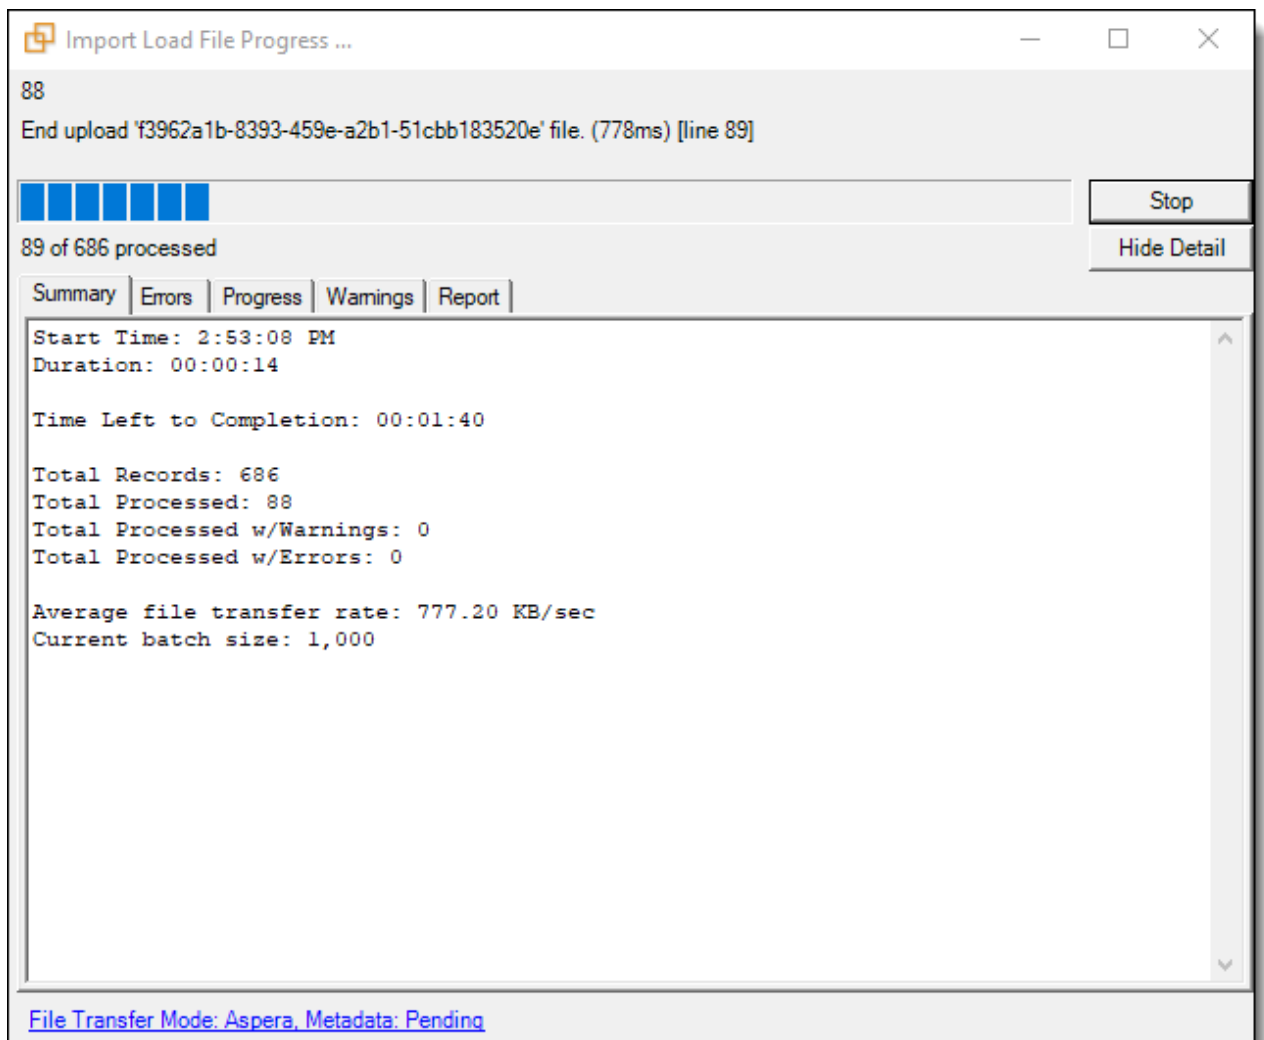 Import Load File Progress ...
88
End upload 'f3962a1b-8393-459e-a2b1-51cbb183520e' file. (778ms) [line 89]
Stop
89 of 686 processed
Hide Detail
Summary Errors Progress Warnings Report
Start Time: 2:53:08 PM
Duration: 00:00:14
Time Left to Completion: 00:01:40
Total Records: 686
Total Processed: 88
Total Processed w/Warnings: 0
Total Processed w/Errors: 0
Average file transfer rate: 777.20 KB/sec
Current batch size: 1,000
File Transfer Mode: Aspera, Metadata: Pending